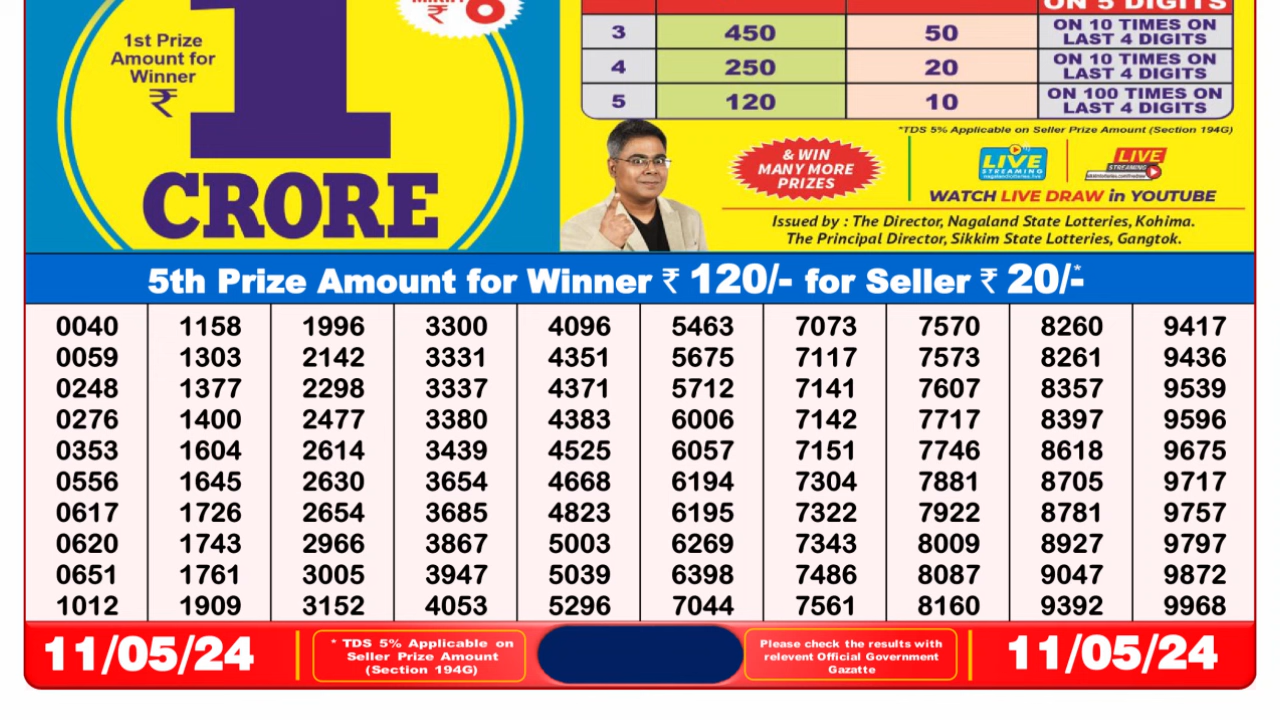 1st Prize
Amount for
Winner
₹
₹ 6
1
CRORE
ON 5 DIGITS
3 450 50 ON 10 TIMES ON LAST 4 DIGITS
4 250 20 ON 10 TIMES ON LAST 4 DIGITS
5 120 10 ON 100 TIMES ON LAST 4 DIGITS
*TDS 5% Applicable on Seller Prize Amount (Section 194G)
& WIN
MANY MORE
PRIZES
LIVE
STREAMING
LIVE
STREAMING
WATCH LIVE DRAW in YOUTUBE
Issued by : The Director, Nagaland State Lotteries, Kohima.
The Principal Director, Sikkim State Lotteries, Gangtok.
5th Prize Amount for Winner ₹ 120/- for Seller ₹ 20/-*
0040 1158 1996 3300 4096 5463 7073 7570 8260 9417
0059 1303 2142 3331 4351 5675 7117 7573 8261 9436
0248 1377 2298 3337 4371 5712 7141 7607 8357 9539
0276 1400 2477 3380 4383 6006 7142 7717 8397 9596
0353 1604 2614 3439 4525 6057 7151 7746 8618 9675
0556 1645 2630 3654 4668 6194 7304 7881 8705 9717
0617 1726 2654 3685 4823 6195 7322 7922 8781 9757
0620 1743 2966 3867 5003 6269 7343 8009 8927 9797
0651 1761 3005 3947 5039 6398 7486 8087 9047 9872
1012 1909 3152 4053 5296 7044 7561 8160 9392 9968
11/05/24
* TDS 5% Applicable on
Seller Prize Amount
(Section 194G)
Please check the results with
relevent Official Government
Gazatte
11/05/24